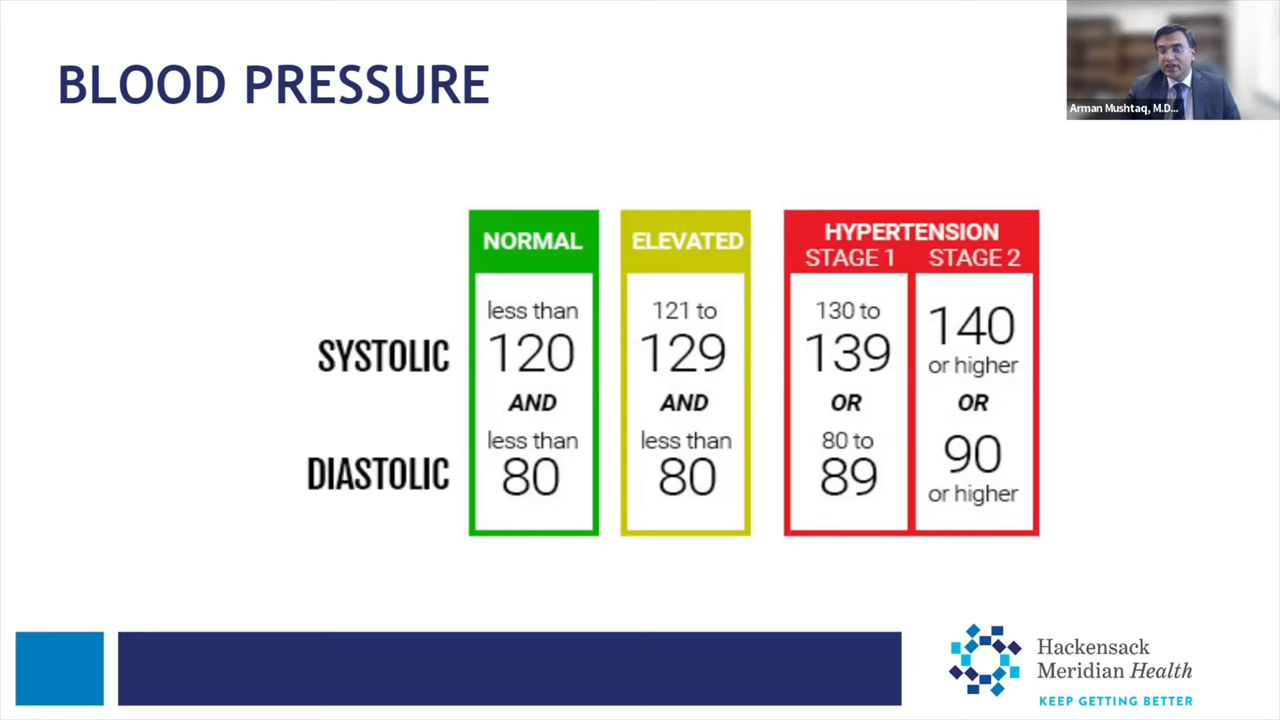 BLOOD PRESSURE
Arman Mushtaq, M.D...
NORMAL
ELEVATED
HYPERTENSION
STAGE 1
STAGE 2
SYSTOLIC
less than
120
121 to
129
130 to
139
140
or higher
AND
AND
OR
OR
DIASTOLIC
less than
80
less than
80
80 to
89
90
or higher
Hackensack
Meridian Health
KEEP GETTING BETTER